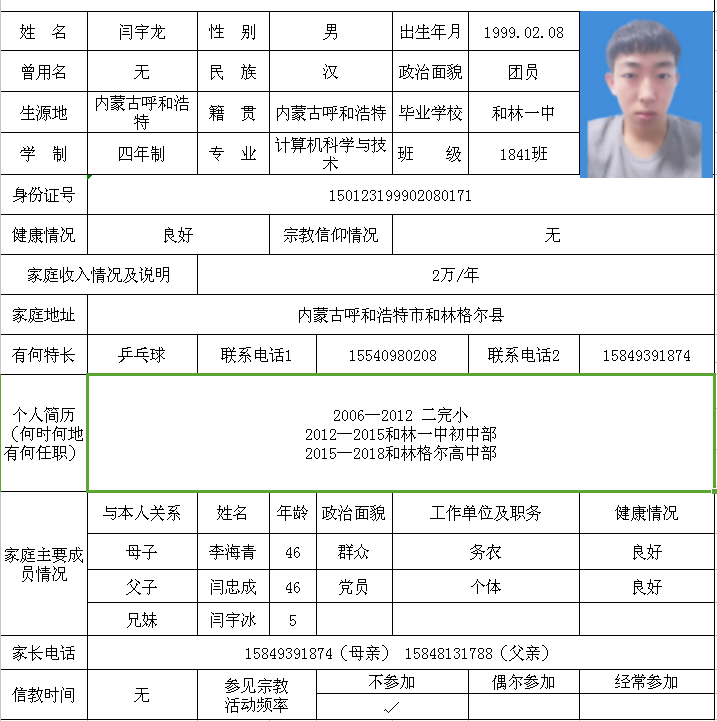 姓 名 闫宇龙 性 别 男 出生年月 1999.02.08
曾用名 无 民 族 汉 政治面貌 团员
生源地 内蒙古呼和浩特 籍 贯 内蒙古呼和浩特 毕业学校 和林一中
学 制 四年制 专 业 计算机科学与技术 班 级 1841班
身份证号 150123199902080171
健康情况 良好 宗教信仰情况 无
家庭收入情况及说明 2万/年
家庭地址 内蒙古呼和浩特市和林格尔县
有何特长 乒乓球 联系电话1 15540980208 联系电话2 15849391874
个人简历
（何时何地
有何任职）
2006—2012 二完小
2012—2015和林一中初中部
2015—2018和林格尔高中部
家庭主要成员情况
与本人关系 姓名 年龄 政治面貌 工作单位及职务 健康情况
母子 李海青 46 群众 务农 良好
父子 闫忠成 46 党员 个体 良好
兄妹 闫宇冰 5
家长电话 15849391874（母亲） 15848131788（父亲）
信教时间 无 参见宗教
活动频率
不参加 偶尔参加 经常参加
✓